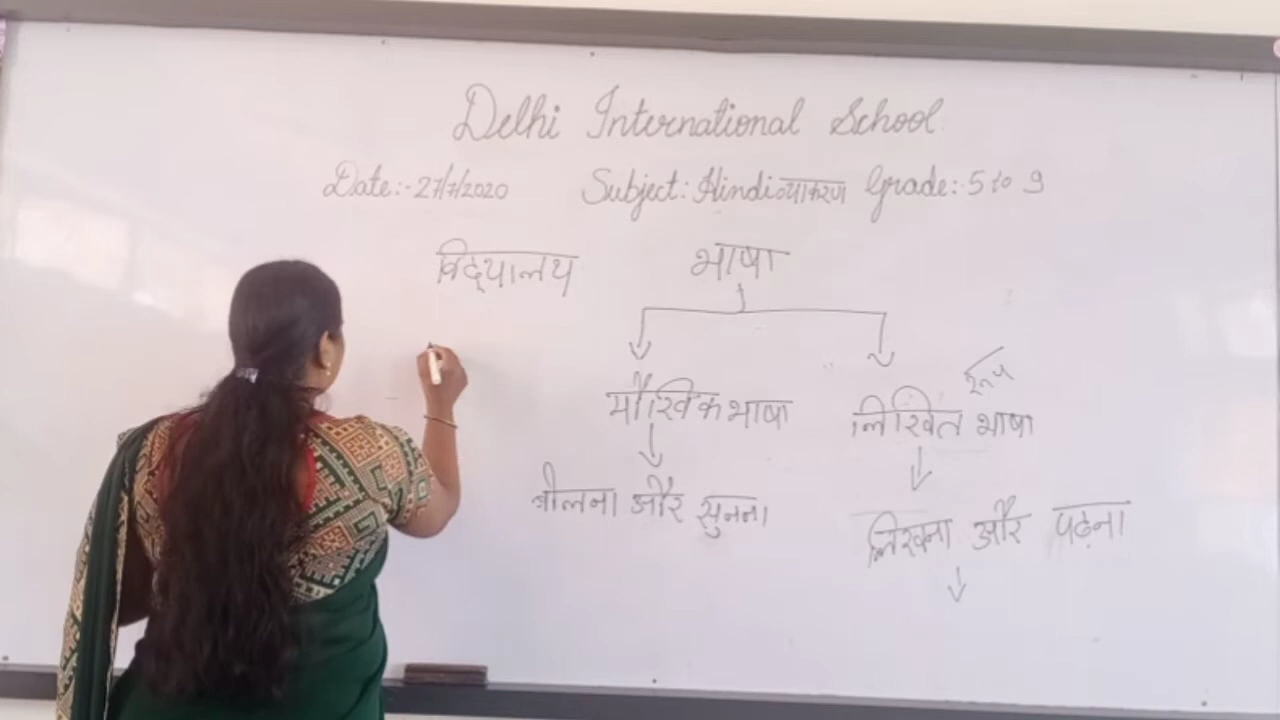 Delhi International School
Date:- 27/7/2020 Subject: Hindi व्याकरण Grade:- 5 to 9
विद्यालय भाषा
रूप
मौखिक भाषा लिखित भाषा
बोलना और सुनना
लिखना और पढ़ना